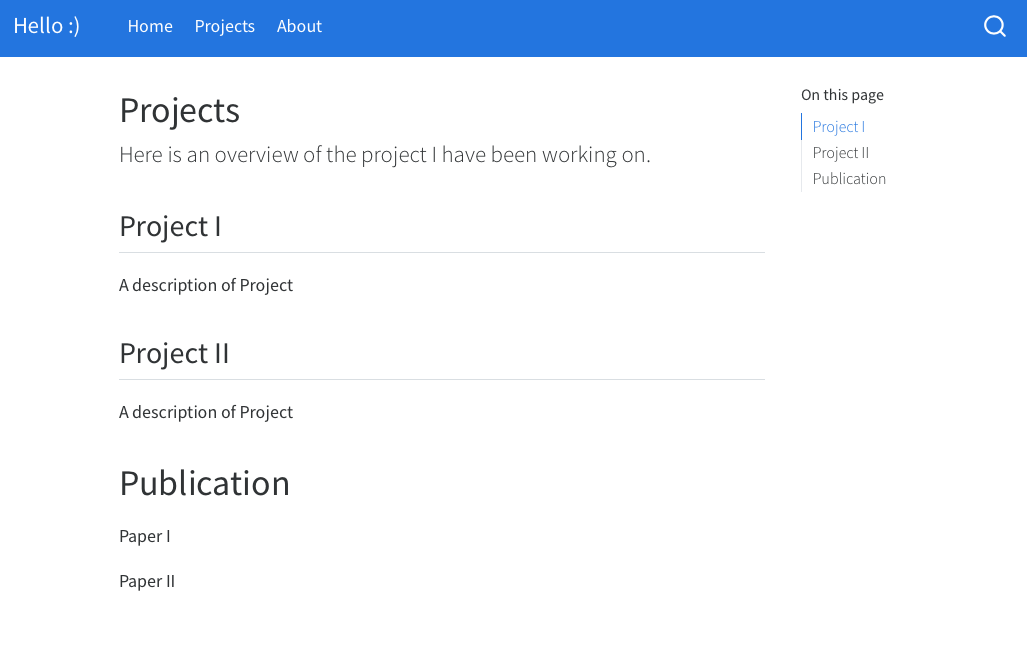 Hello :)
Home Projects About
Projects
Here is an overview of the project I have been working on.
Project I
A description of Project
Project II
A description of Project
Publication
Paper I
Paper II
On this page
Project I
Project II
Publication